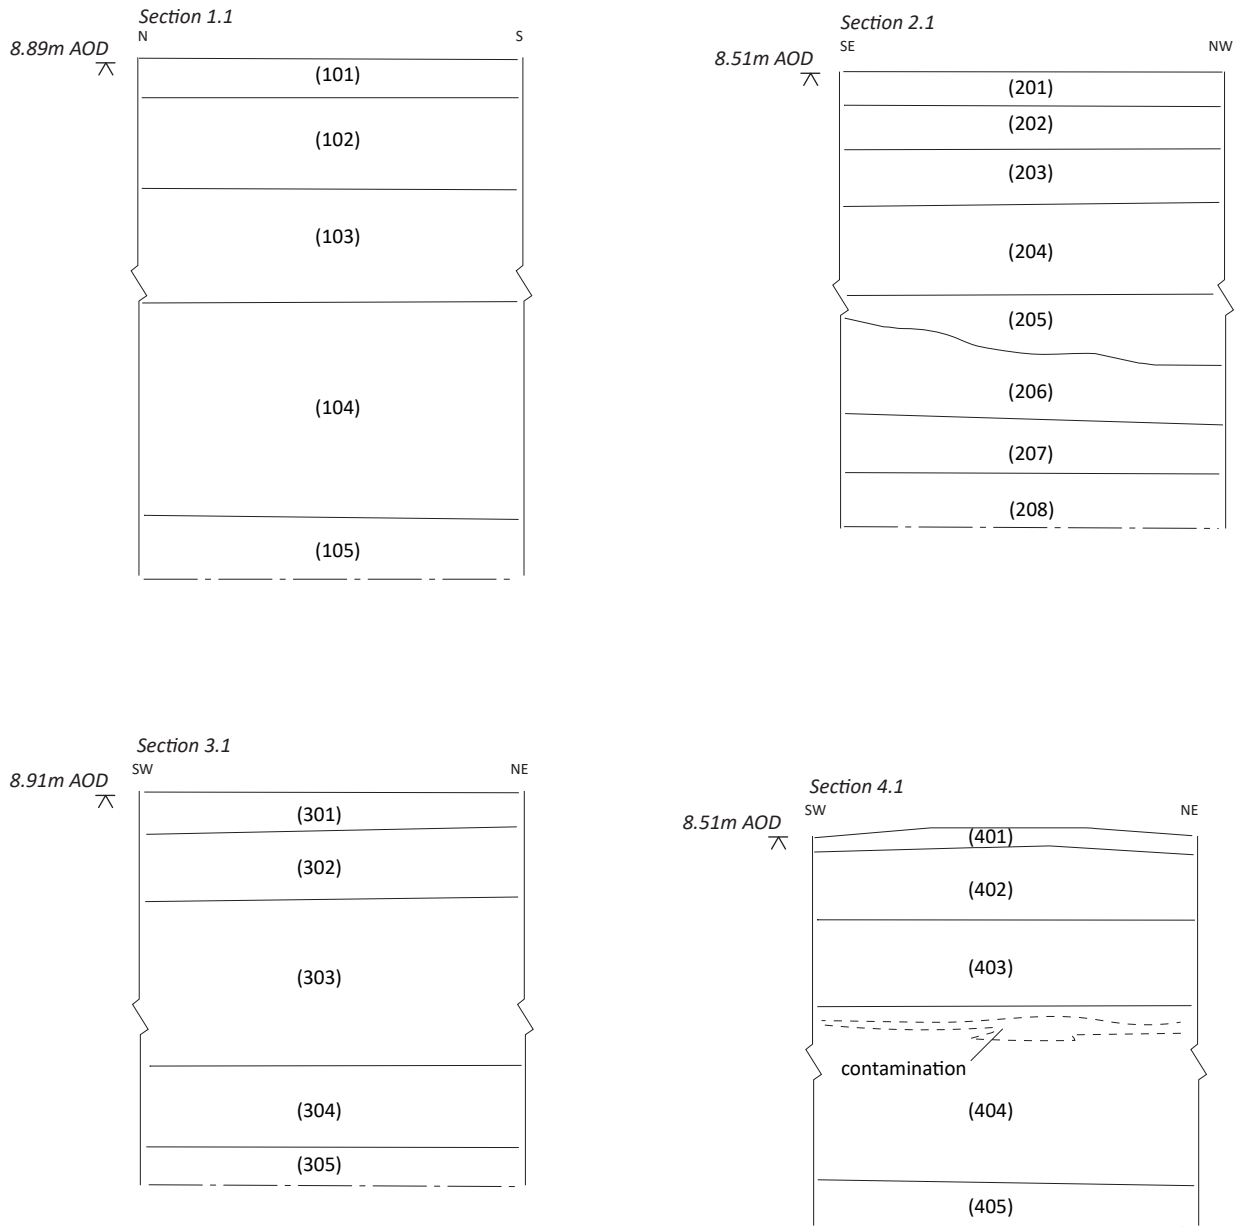 Section 1.1
N S
8.89m AOD
(101)
(102)
(103)
(104)
(105)
Section 2.1
SE NW
8.51m AOD
(201)
(202)
(203)
(204)
(205)
(206)
(207)
(208)
Section 3.1
SW NE
8.91m AOD
(301)
(302)
(303)
(304)
(305)
Section 4.1
SW NE
8.51m AOD
(401)
(402)
(403)
contamination
(404)
(405)